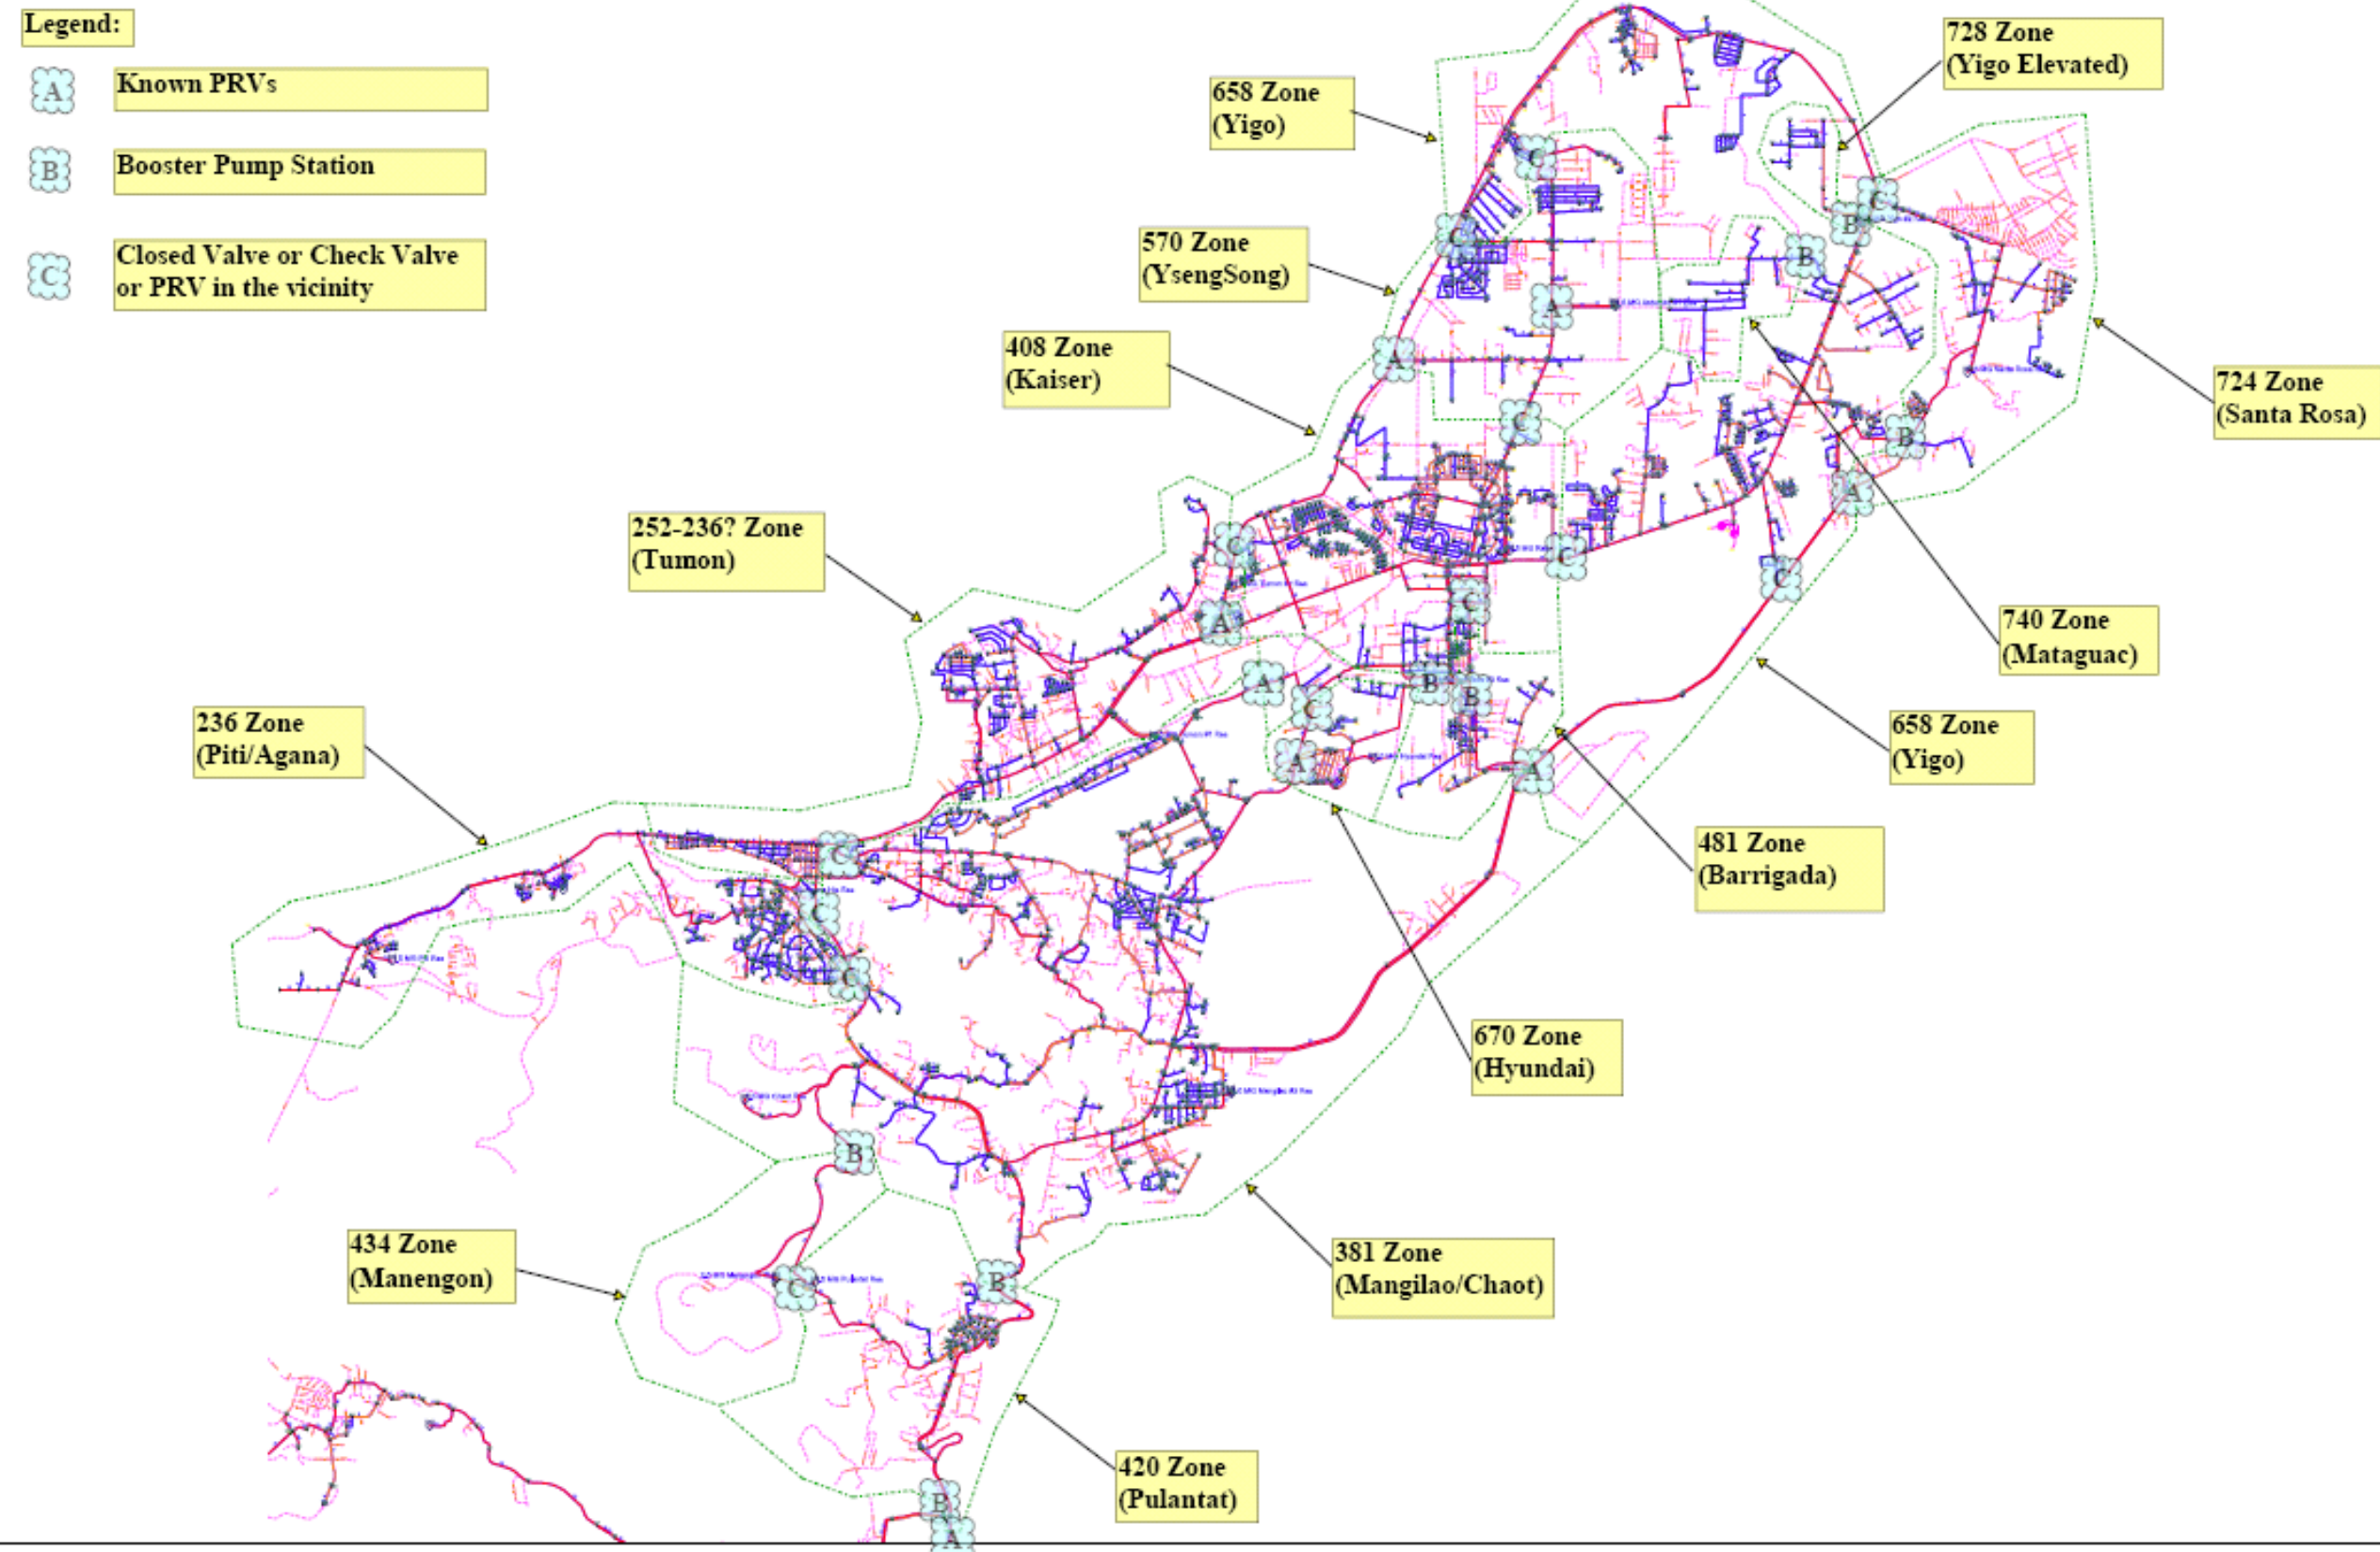 Legend:
A
Known PRVs
B
Booster Pump Station
C
Closed Valve or Check Valve
or PRV in the vicinity
728 Zone
(Yigo Elevated)
658 Zone
(Yigo)
570 Zone
(YsengSong)
408 Zone
(Kaiser)
724 Zone
(Santa Rosa)
252-236? Zone
(Tumon)
740 Zone
(Mataguac)
236 Zone
(Piti/Agana)
658 Zone
(Yigo)
481 Zone
(Barrigada)
670 Zone
(Hyundai)
434 Zone
(Manengon)
381 Zone
(Mangilao/Chaot)
420 Zone
(Pulantat)
C
C
C
B
B
A
A
C
B
A
C
C
C
C
A
A
B
B
C
A
A
C
C
C
B
C
B
B
A